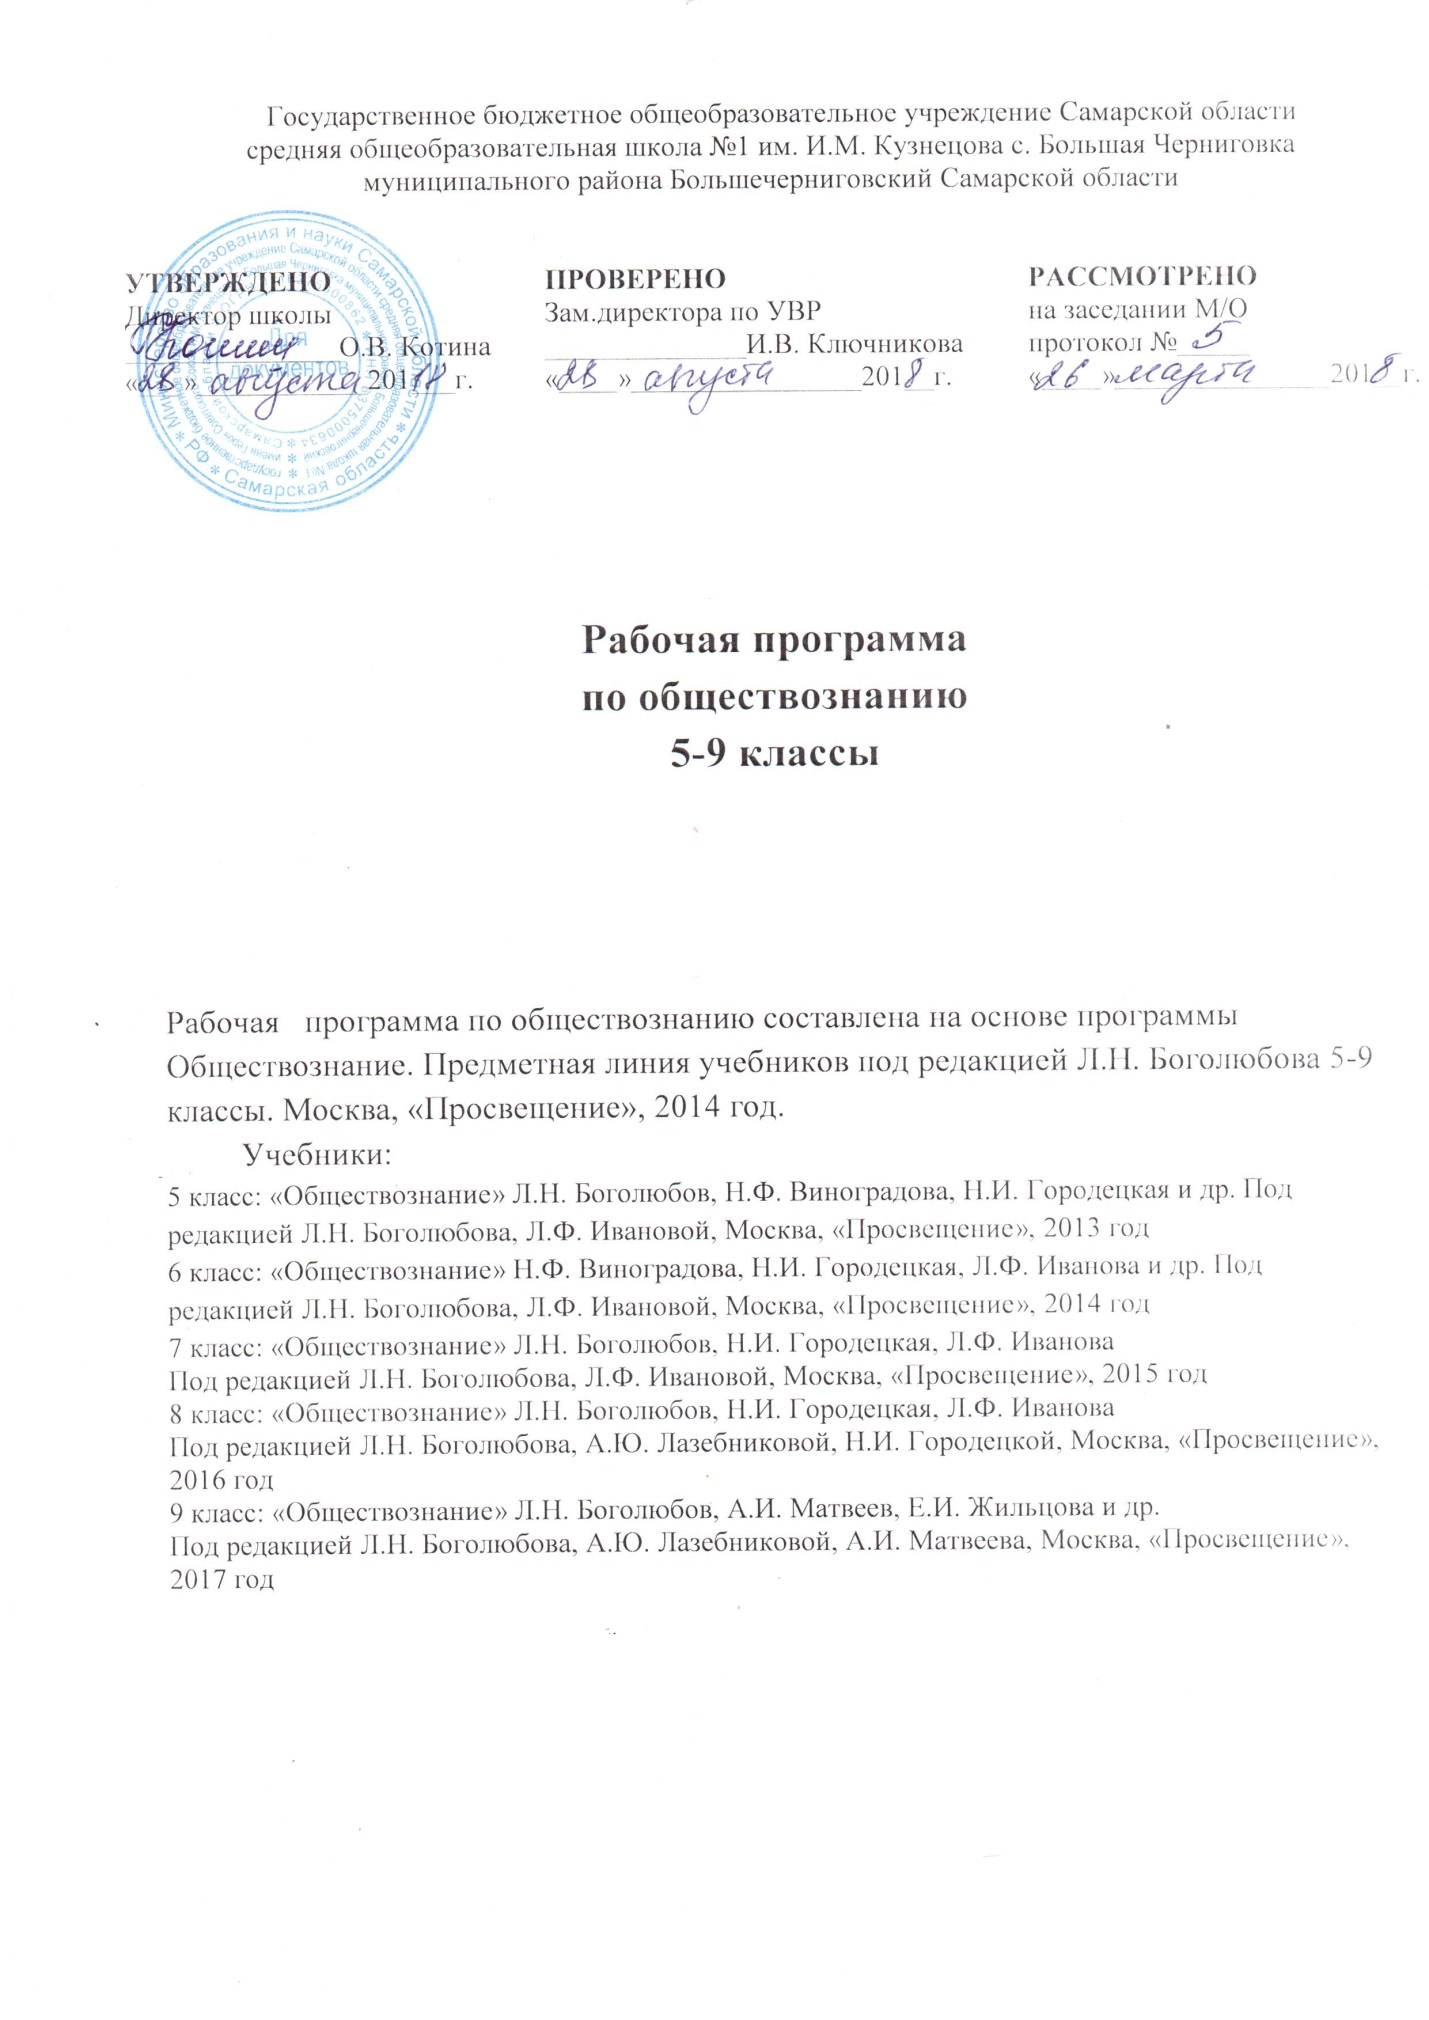 Государственное бюджетное общеобразовательное учреждение Самарской области
средняя общеобразовательная школа №1 им. И.М. Кузнецова с. Большая Черниговка
муниципального района Большечерниговский Самарской области
УТВЕРЖДЕНО
Директор школы
О.В. Котина
«28» августа 2018 г.
ПРОВЕРЕНО
Зам.директора по УВР
И.В. Ключникова
«28» августа 2018 г.
РАССМОТРЕНО
на заседании М/О
протокол № 5
«26» марта 2018 г.
Для
документов
Самарская область * РФ *
Рабочая программа
по обществознанию
5-9 классы
Рабочая программа по обществознанию составлена на основе программы
Обществознание. Предметная линия учебников под редакцией Л.Н. Боголюбова 5-9
классы. Москва, «Просвещение», 2014 год.
Учебники:
5 класс: «Обществознание» Л.Н. Боголюбов, Н.Ф. Виноградова, Н.И. Городецкая и др. Под
редакцией Л.Н. Боголюбова, Л.Ф. Ивановой, Москва, «Просвещение», 2013 год
6 класс: «Обществознание» Н.Ф. Виноградова, Н.И. Городецкая, Л.Ф. Иванова и др. Под
редакцией Л.Н. Боголюбова, Л.Ф. Ивановой, Москва, «Просвещение», 2014 год
7 класс: «Обществознание» Л.Н. Боголюбов, Н.И. Городецкая, Л.Ф. Иванова
Под редакцией Л.Н. Боголюбова, Л.Ф. Ивановой, Москва, «Просвещение», 2015 год
8 класс: «Обществознание» Л.Н. Боголюбов, Н.И. Городецкая, Л.Ф. Иванова
Под редакцией Л.Н. Боголюбова, А.Ю. Лазебниковой, Н.И. Городецкой, Москва, «Просвещение»,
2016 год
9 класс: «Обществознание» Л.Н. Боголюбов, А.И. Матвеев, Е.И. Жильцова и др.
Под редакцией Л.Н. Боголюбова, А.Ю. Лазебниковой, А.И. Матвеева, Москва, «Просвещение».
2017 год